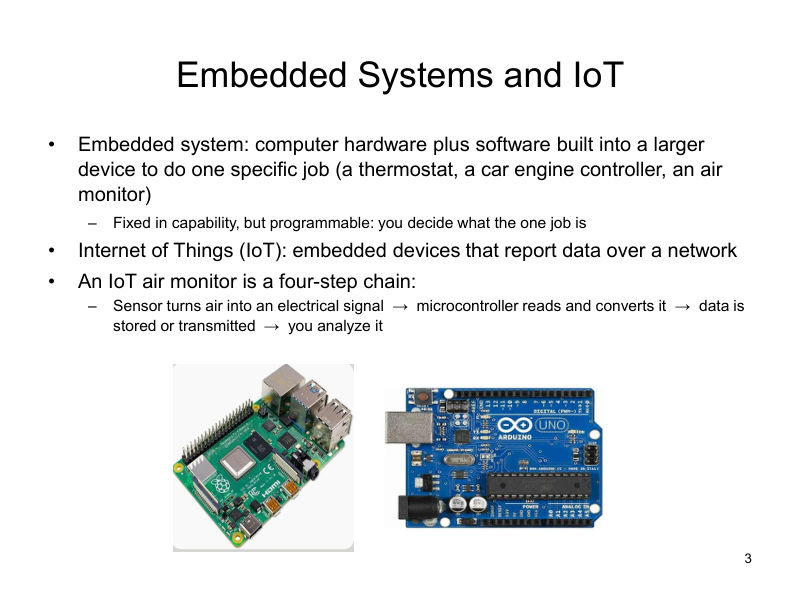 Embedded Systems and IoT
• Embedded system: computer hardware plus software built into a larger
device to do one specific job (a thermostat, a car engine controller, an air
monitor)
– Fixed in capability, but programmable: you decide what the one job is
• Internet of Things (IoT): embedded devices that report data over a network
• An IoT air monitor is a four-step chain:
– Sensor turns air into an electrical signal → microcontroller reads and converts it → data is
stored or transmitted → you analyze it
HDMI
DIGITAL (PWM~)
UNO
ARDUINO
POWER
ANALOG IN
3